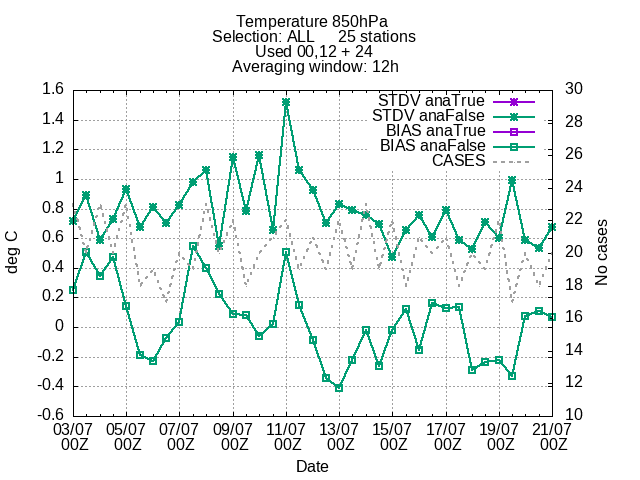 Temperature 850hPa
Selection: ALL 25 stations
Used 00,12 + 24
Averaging window: 12h
1.6
1.4
1.2
1
0.8
0.6
0.4
0.2
0
-0.2
-0.4
-0.6
deg C
STDV anaTrue
STDV anaFalse
BIAS anaTrue
BIAS anaFalse
CASES
30
28
26
24
22
20
18
16
14
12
10
No cases
03/07 05/07 07/07 09/07 11/07 13/07 15/07 17/07 19/07 21/07
00Z 00Z 00Z 00Z 00Z 00Z 00Z 00Z 00Z 00Z
Date